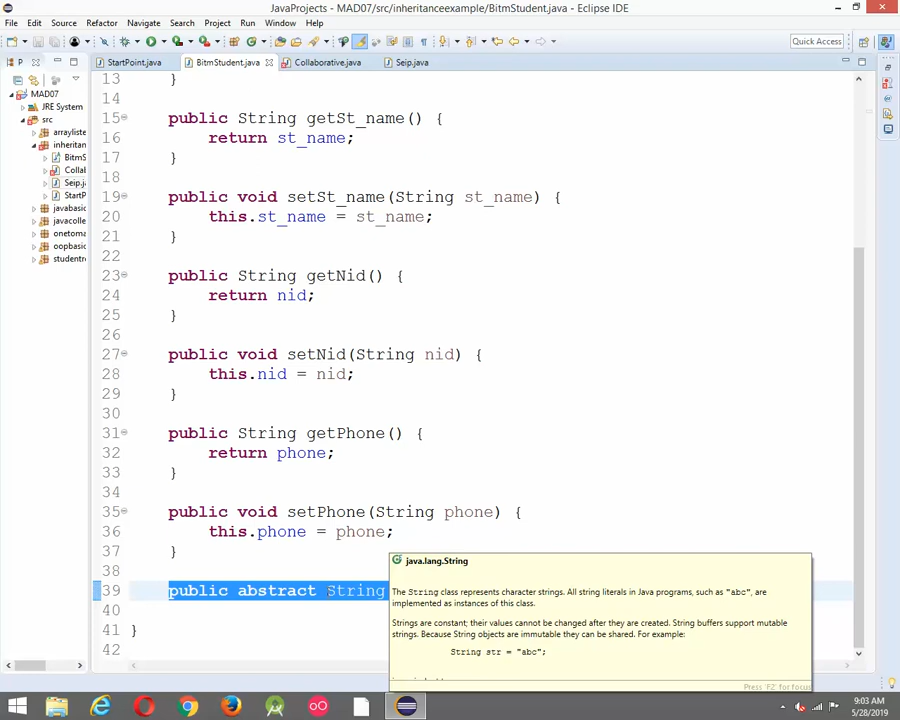 JavaProjects - MAD07/src/inheritanceexample/BitmStudent.java - Eclipse IDE
File Edit Source Refactor Navigate Search Project Run Window Help
Quick Access
P
StartPoint.java BitmStudent.java Collaborative.java Seip.java
MAD07
JRE System
src
arrayliste
inheritan
BitmS
Collab
Seip.ja
StartP
javabasic
javacolle
onetoma
oopbasic
studentre
13 }
14
15 public String getSt_name() {
16 return st_name;
17 }
18
19 public void setSt_name(String st_name) {
20 this.st_name = st_name;
21 }
22
23 public String getNid() {
24 return nid;
25 }
26
27 public void setNid(String nid) {
28 this.nid = nid;
29 }
30
31 public String getPhone() {
32 return phone;
33 }
34
35 public void setPhone(String phone) {
36 this.phone = phone;
37 }
38
39 public abstract String
40
41 }
42
java.lang.String
The String class represents character strings. All string literals in Java programs, such as "abc", are
implemented as instances of this class.
Strings are constant; their values cannot be changed after they are created. String buffers support mutable
strings. Because String objects are immutable they can be shared. For example:
String str = "abc";
Press 'F2' for focus
9:03 AM
5/28/2019